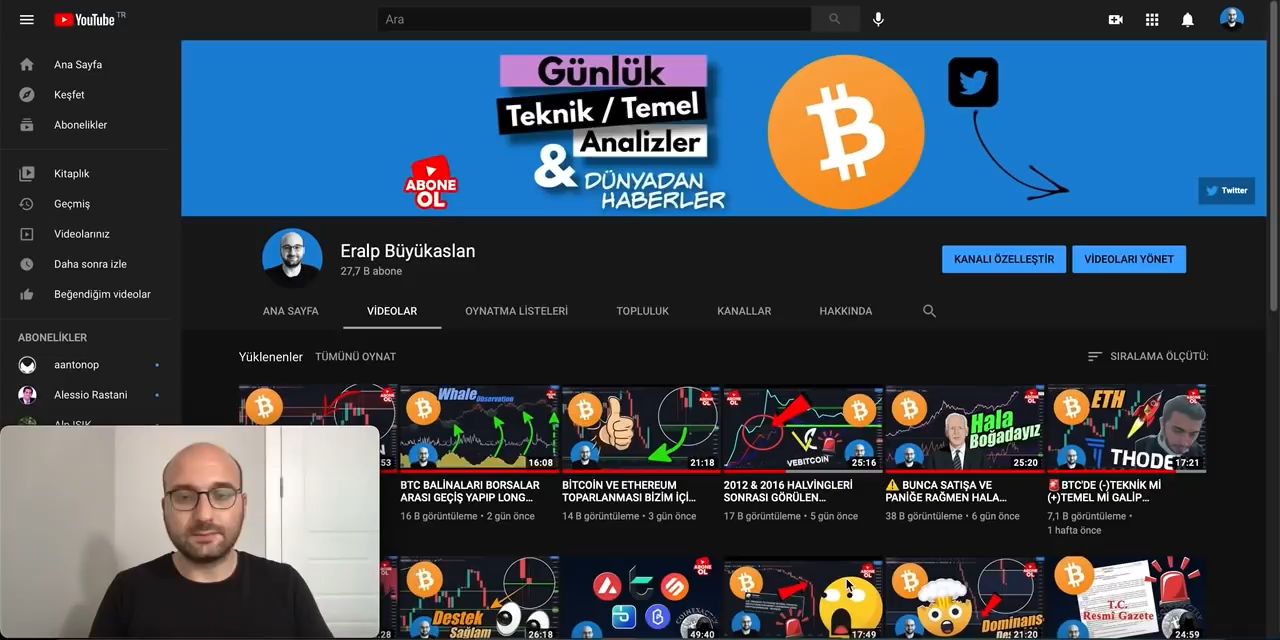 YouTube TR
Ara
Ana Sayfa
Keşfet
Abonelikler
Kitaplık
Geçmiş
Videolarınız
Daha sonra izle
Beğendiğim videolar
ABONELİKLER
aantonop
Alessio Rastani
Günlük
Teknik / Temel
Analizler
& DÜNYADAN
HABERLER
ABONE
OL
Twitter
Eralp Büyükaslan
27,7 B abone
KANALI ÖZELLEŞTİR
VİDEOLARI YÖNET
ANA SAYFA
VİDEOLAR
OYNATMA LİSTELERİ
TOPLULUK
KANALLAR
HAKKINDA
Yüklenenler
TÜMÜNÜ OYNAT
SIRALAMA ÖLÇÜTÜ:
53
Whale
Observation
16:08
BTC BALİNALARI BORSALAR
ARASI GEÇİŞ YAPIP LONG...
16 B görüntüleme • 2 gün önce
21:18
BİTCOİN VE ETHEREUM
TOPARLANMASI BİZİM İÇİ...
14 B görüntüleme • 3 gün önce
VEBITCOIN
25:16
2012 & 2016 HALVİNGLERİ
SONRASI GÖRÜLEN...
17 B görüntüleme • 5 gün önce
Hala
Boğadayız
25:20
BUNCA SATIŞA VE
PANİĞE RAĞMEN HALA...
38 B görüntüleme • 6 gün önce
ETH
THODE
17:21
BTC'DE (-)TEKNİK Mİ
(+)TEMEL Mİ GALİP...
7,1 B görüntüleme •
1 hafta önce
28
Destek
Sağlam
26:18
49:40
17:49
Dominans
21:20
T.C.
Resmî Gazete
24:59